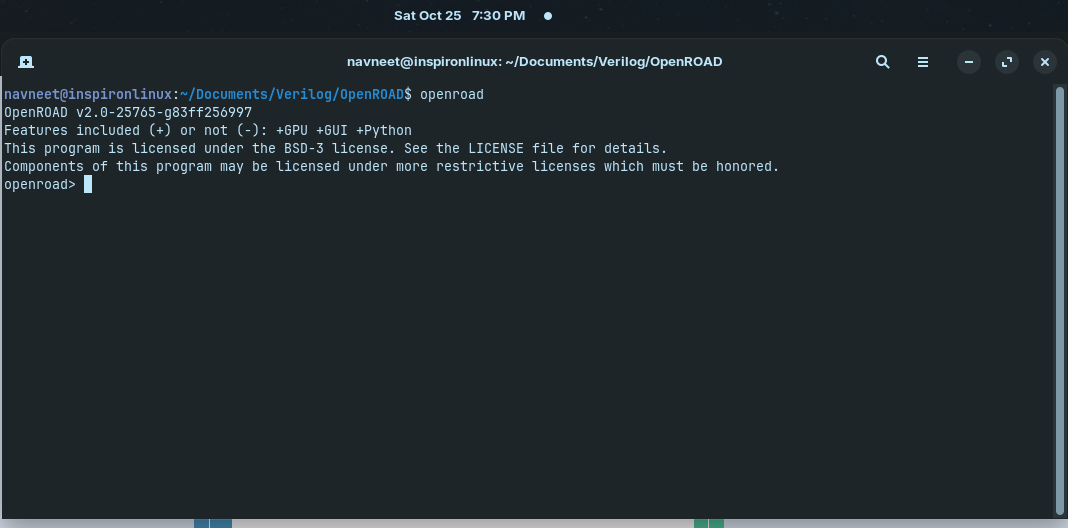 Sat Oct 25 7:30 PM
navneet@inspironlinux: ~/Documents/Verilog/OpenROAD
navneet@inspironlinux:~/Documents/Verilog/OpenROAD$ openroad
OpenROAD v2.0-25765-g83ff256997
Features included (+) or not (-): +GPU +GUI +Python
This program is licensed under the BSD-3 license. See the LICENSE file for details.
Components of this program may be licensed under more restrictive licenses which must be honored.
openroad>